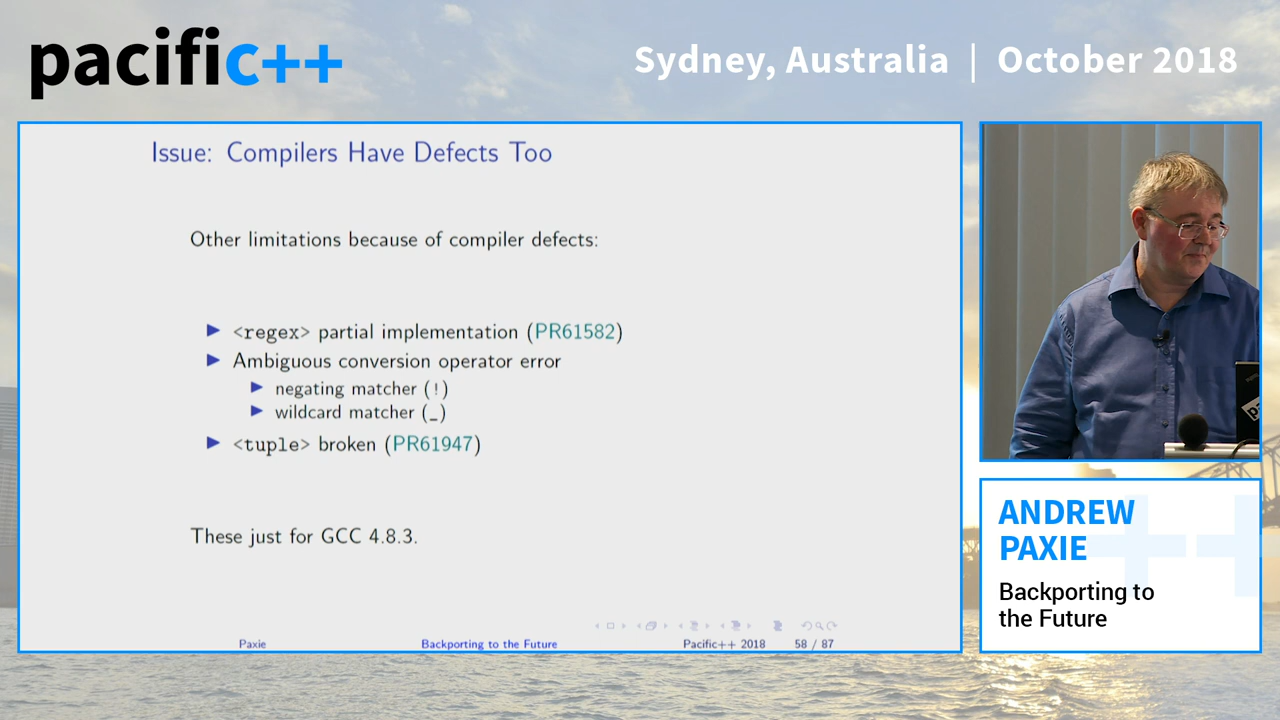 pacific++
Sydney, Australia | October 2018
Issue: Compilers Have Defects Too
Other limitations because of compiler defects:
<regex> partial implementation (PR61582)
Ambiguous conversion operator error
negating matcher (!)
wildcard matcher (_)
<tuple> broken (PR61947)
These just for GCC 4.8.3.
Paxie Backporting to the Future Pacific++ 2018 58 / 87
ANDREW
PAXIE
Backporting to
the Future